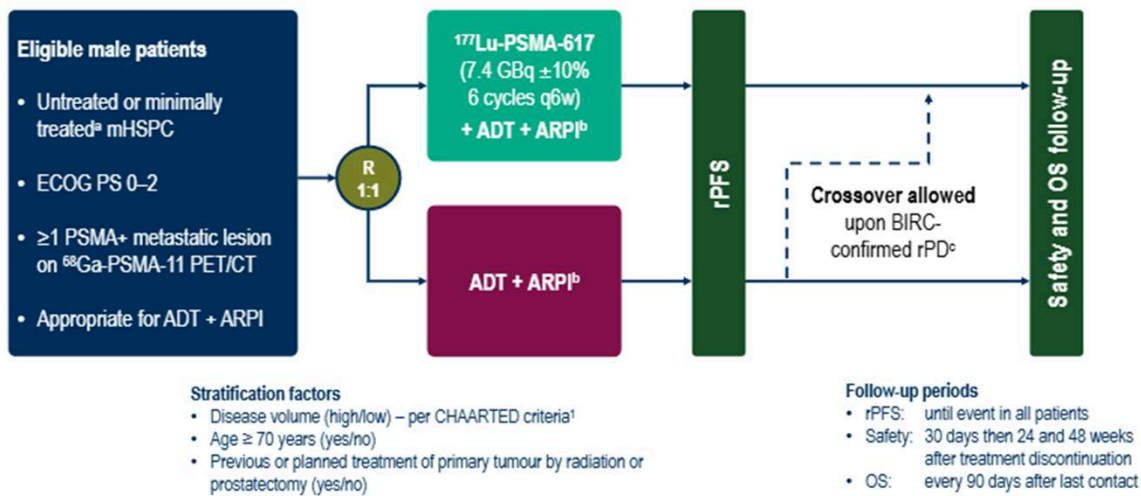 Eligible male patients
• Untreated or minimally
treatedᵃ mHSPC
• ECOG PS 0–2
• ≥1 PSMA+ metastatic lesion
on ⁶⁸Ga-PSMA-11 PET/CT
• Appropriate for ADT + ARPI
R
1:1
¹⁷⁷Lu-PSMA-617
(7.4 GBq ±10%
6 cycles q6w)
+ ADT + ARPIᵇ
ADT + ARPIᵇ
rPFS
Crossover allowed
upon BIRC-
confirmed rPDᶜ
Safety and OS follow-up
Stratification factors
• Disease volume (high/low) – per CHAARTED criteria¹
• Age ≥ 70 years (yes/no)
• Previous or planned treatment of primary tumour by radiation or
prostatectomy (yes/no)
Follow-up periods
• rPFS: until event in all patients
• Safety: 30 days then 24 and 48 weeks
after treatment discontinuation
• OS: every 90 days after last contact